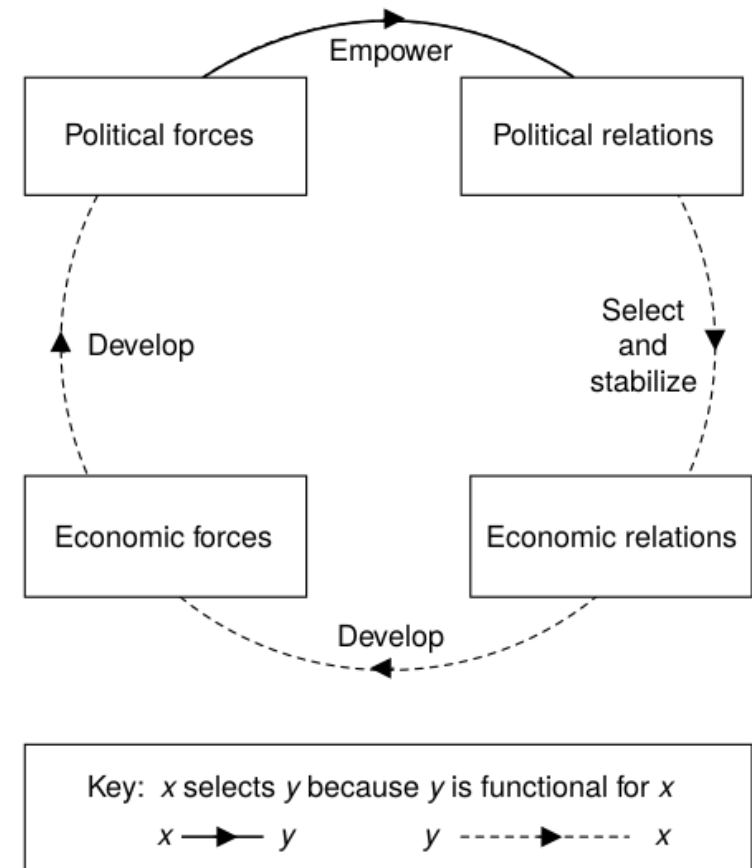 Empower
Political forces
Political relations
Develop
Select
and
stabilize
Economic forces
Economic relations
Develop
Key: x selects y because y is functional for x
x y y x